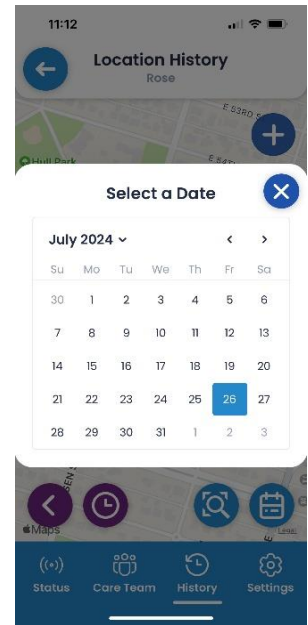 11:12
Location History
Rose
E 53RD S
Hull Park
E 54TH
Select a Date
July 2024
Su Mo Tu We Th Fr Sa
30 1 2 3 4 5 6
7 8 9 10 11 12 13
14 15 16 17 18 19 20
21 22 23 24 25 26 27
28 29 30 31 1 2 3
Maps
Legal
Status Care Team History Settings